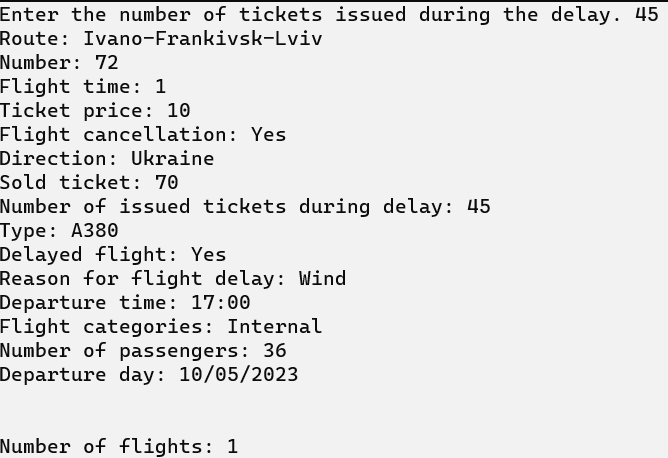 Enter the number of tickets issued during the delay. 45
Route: Ivano-Frankivsk-Lviv
Number: 72
Flight time: 1
Ticket price: 10
Flight cancellation: Yes
Direction: Ukraine
Sold ticket: 70
Number of issued tickets during delay: 45
Type: A380
Delayed flight: Yes
Reason for flight delay: Wind
Departure time: 17:00
Flight categories: Internal
Number of passengers: 36
Departure day: 10/05/2023
Number of flights: 1